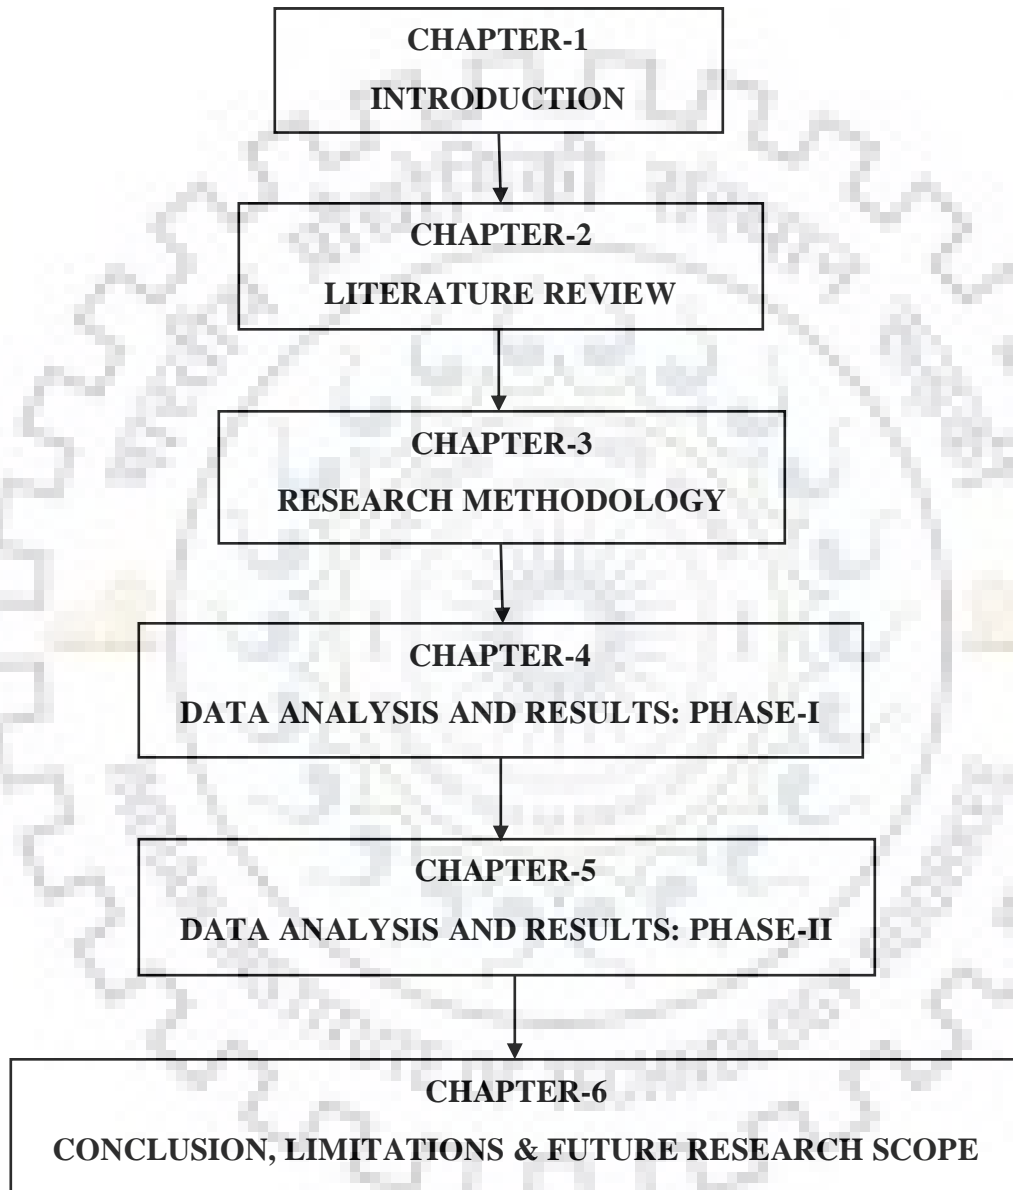 CHAPTER-1
INTRODUCTION
CHAPTER-2
LITERATURE REVIEW
CHAPTER-3
RESEARCH METHODOLOGY
CHAPTER-4
DATA ANALYSIS AND RESULTS: PHASE-I
CHAPTER-5
DATA ANALYSIS AND RESULTS: PHASE-II
CHAPTER-6
CONCLUSION, LIMITATIONS & FUTURE RESEARCH SCOPE